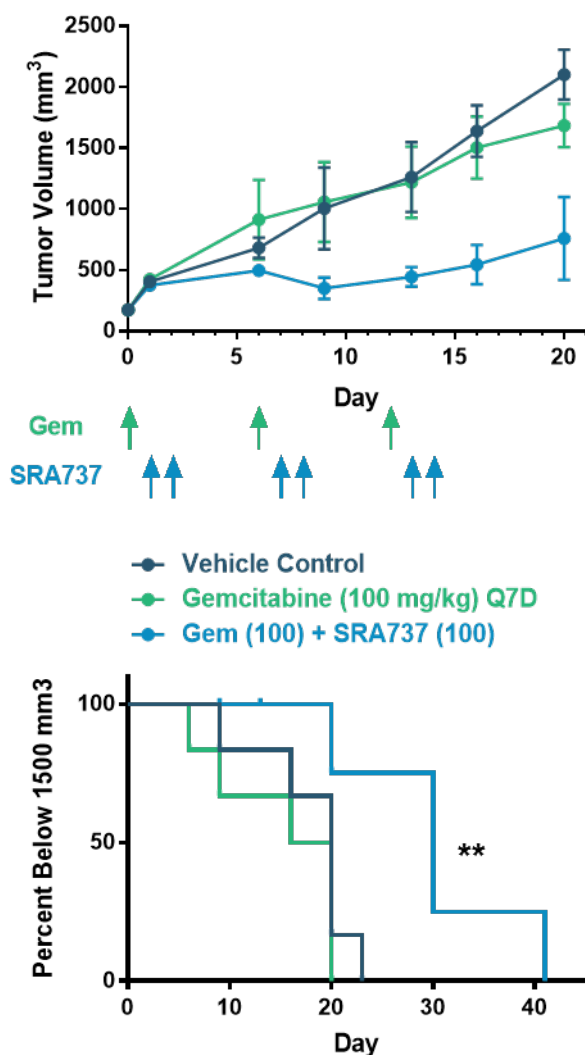 Tumor Volume (mm3)
2500
2000
1500
1000
500
0
0 5 10 15 20
Day
Gem
SRA737
Vehicle Control
Gemcitabine (100 mg/kg) Q7D
Gem (100) + SRA737 (100)
Percent Below 1500 mm3
100
50
0
**
0 10 20 30 40
Day